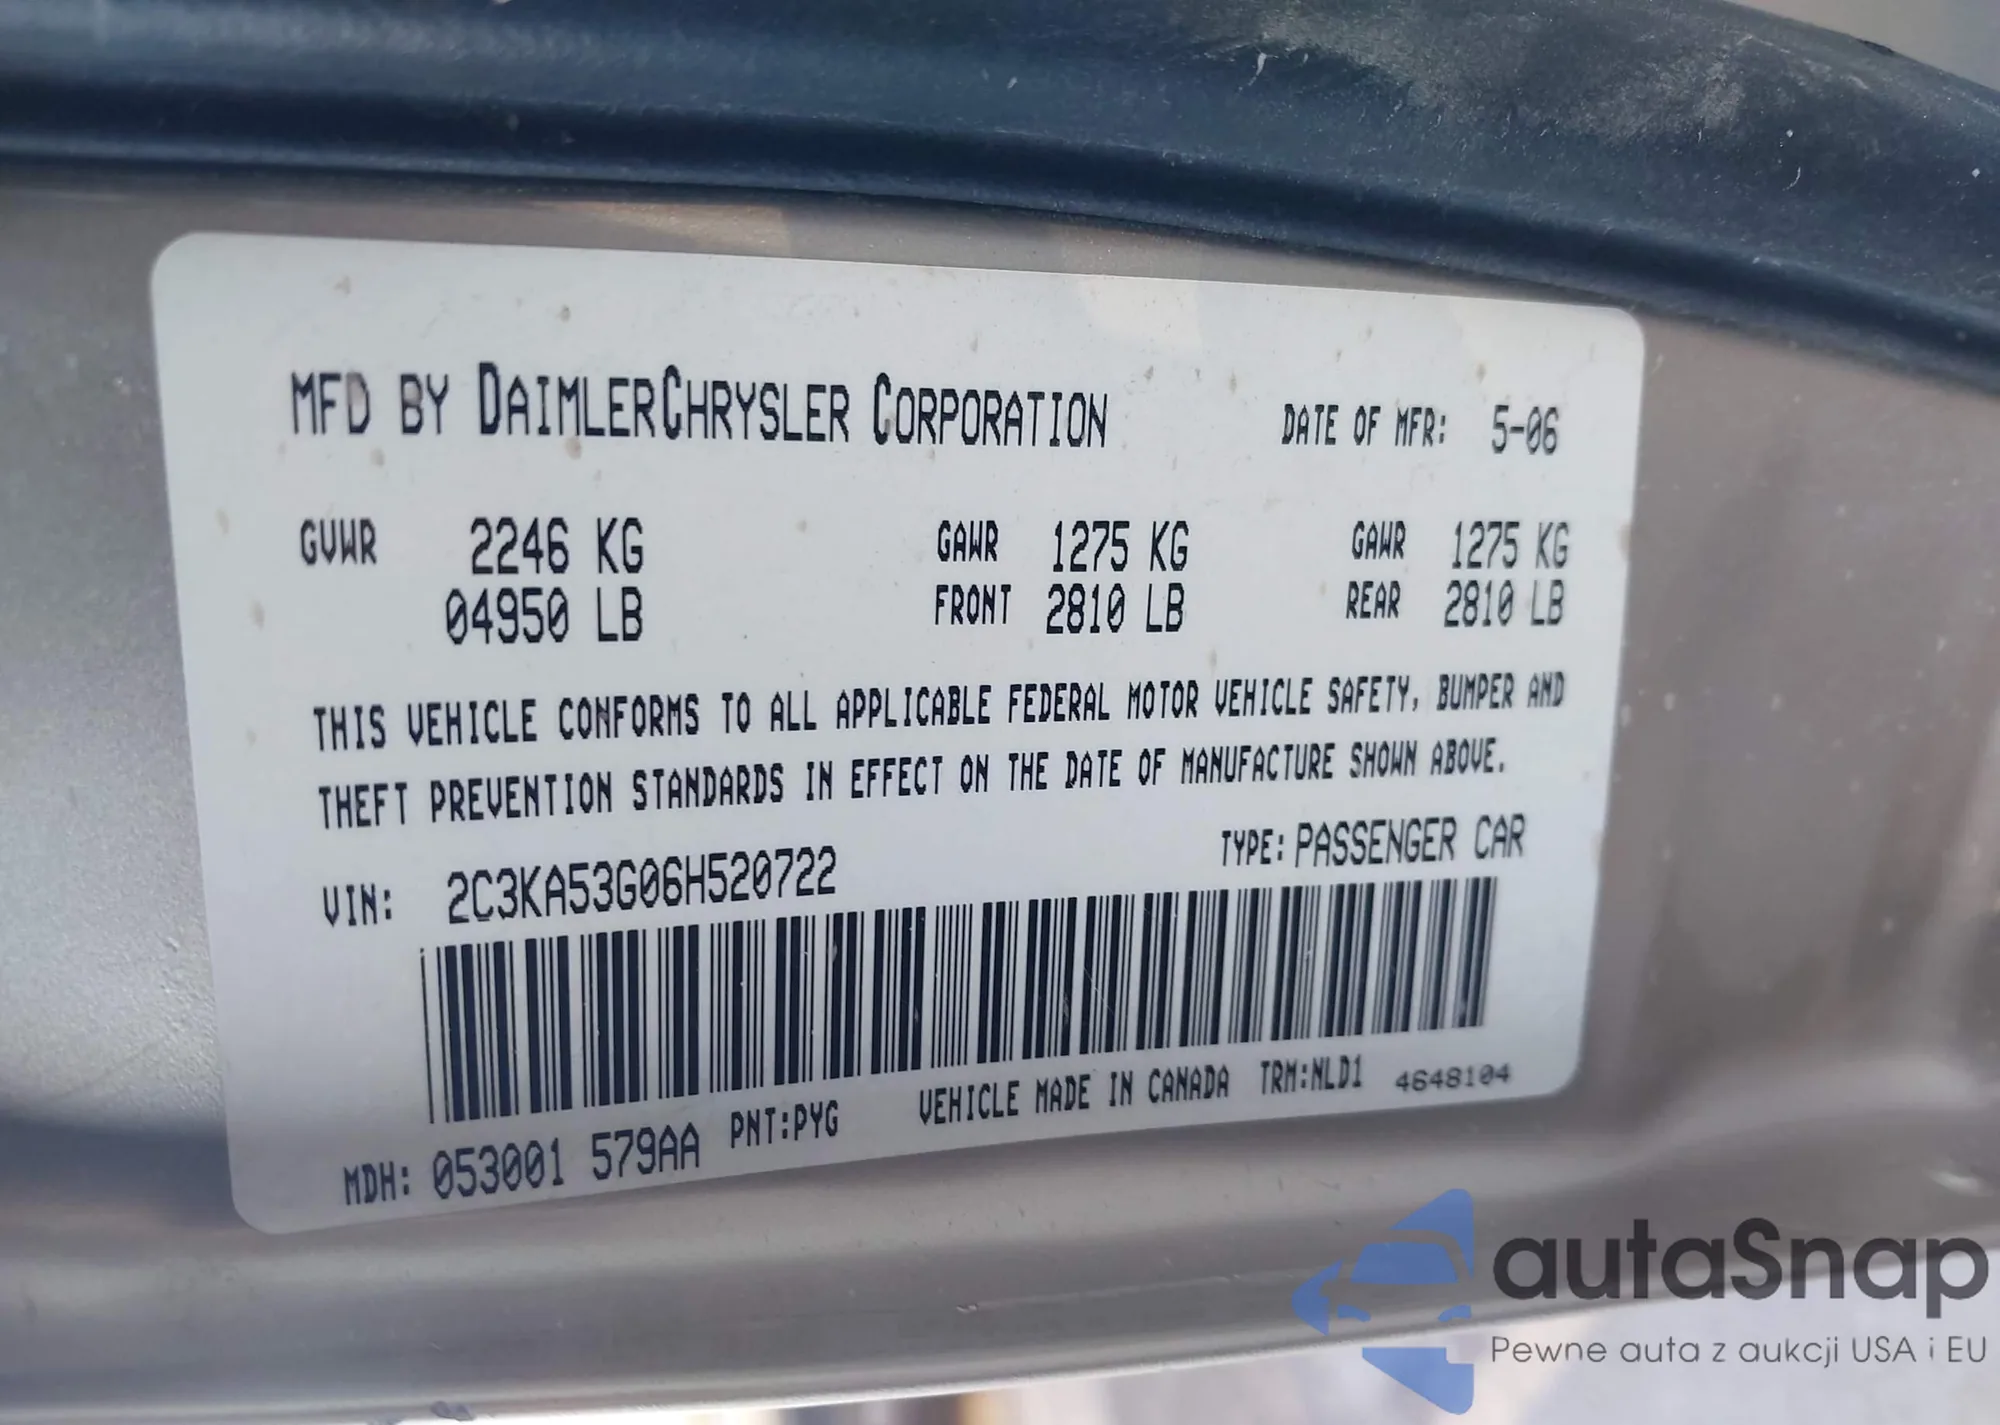 MFD BY DAIMLERCHRYSLER CORPORATION DATE OF MFR: 5-06
GVWR 2246 KG GAWR 1275 KG GAWR 1275 KG
04950 LB FRONT 2810 LB REAR 2810 LB
THIS VEHICLE CONFORMS TO ALL APPLICABLE FEDERAL MOTOR VEHICLE SAFETY, BUMPER AND
THEFT PREVENTION STANDARDS IN EFFECT ON THE DATE OF MANUFACTURE SHOWN ABOVE.
VIN: 2C3KA53G06H520722 TYPE: PASSENGER CAR
MDH: 053001 579AA PNT:PYG VEHICLE MADE IN CANADA TRM:NLD1 4648104
autaSnap
Pewne auta z aukcji USA i EU